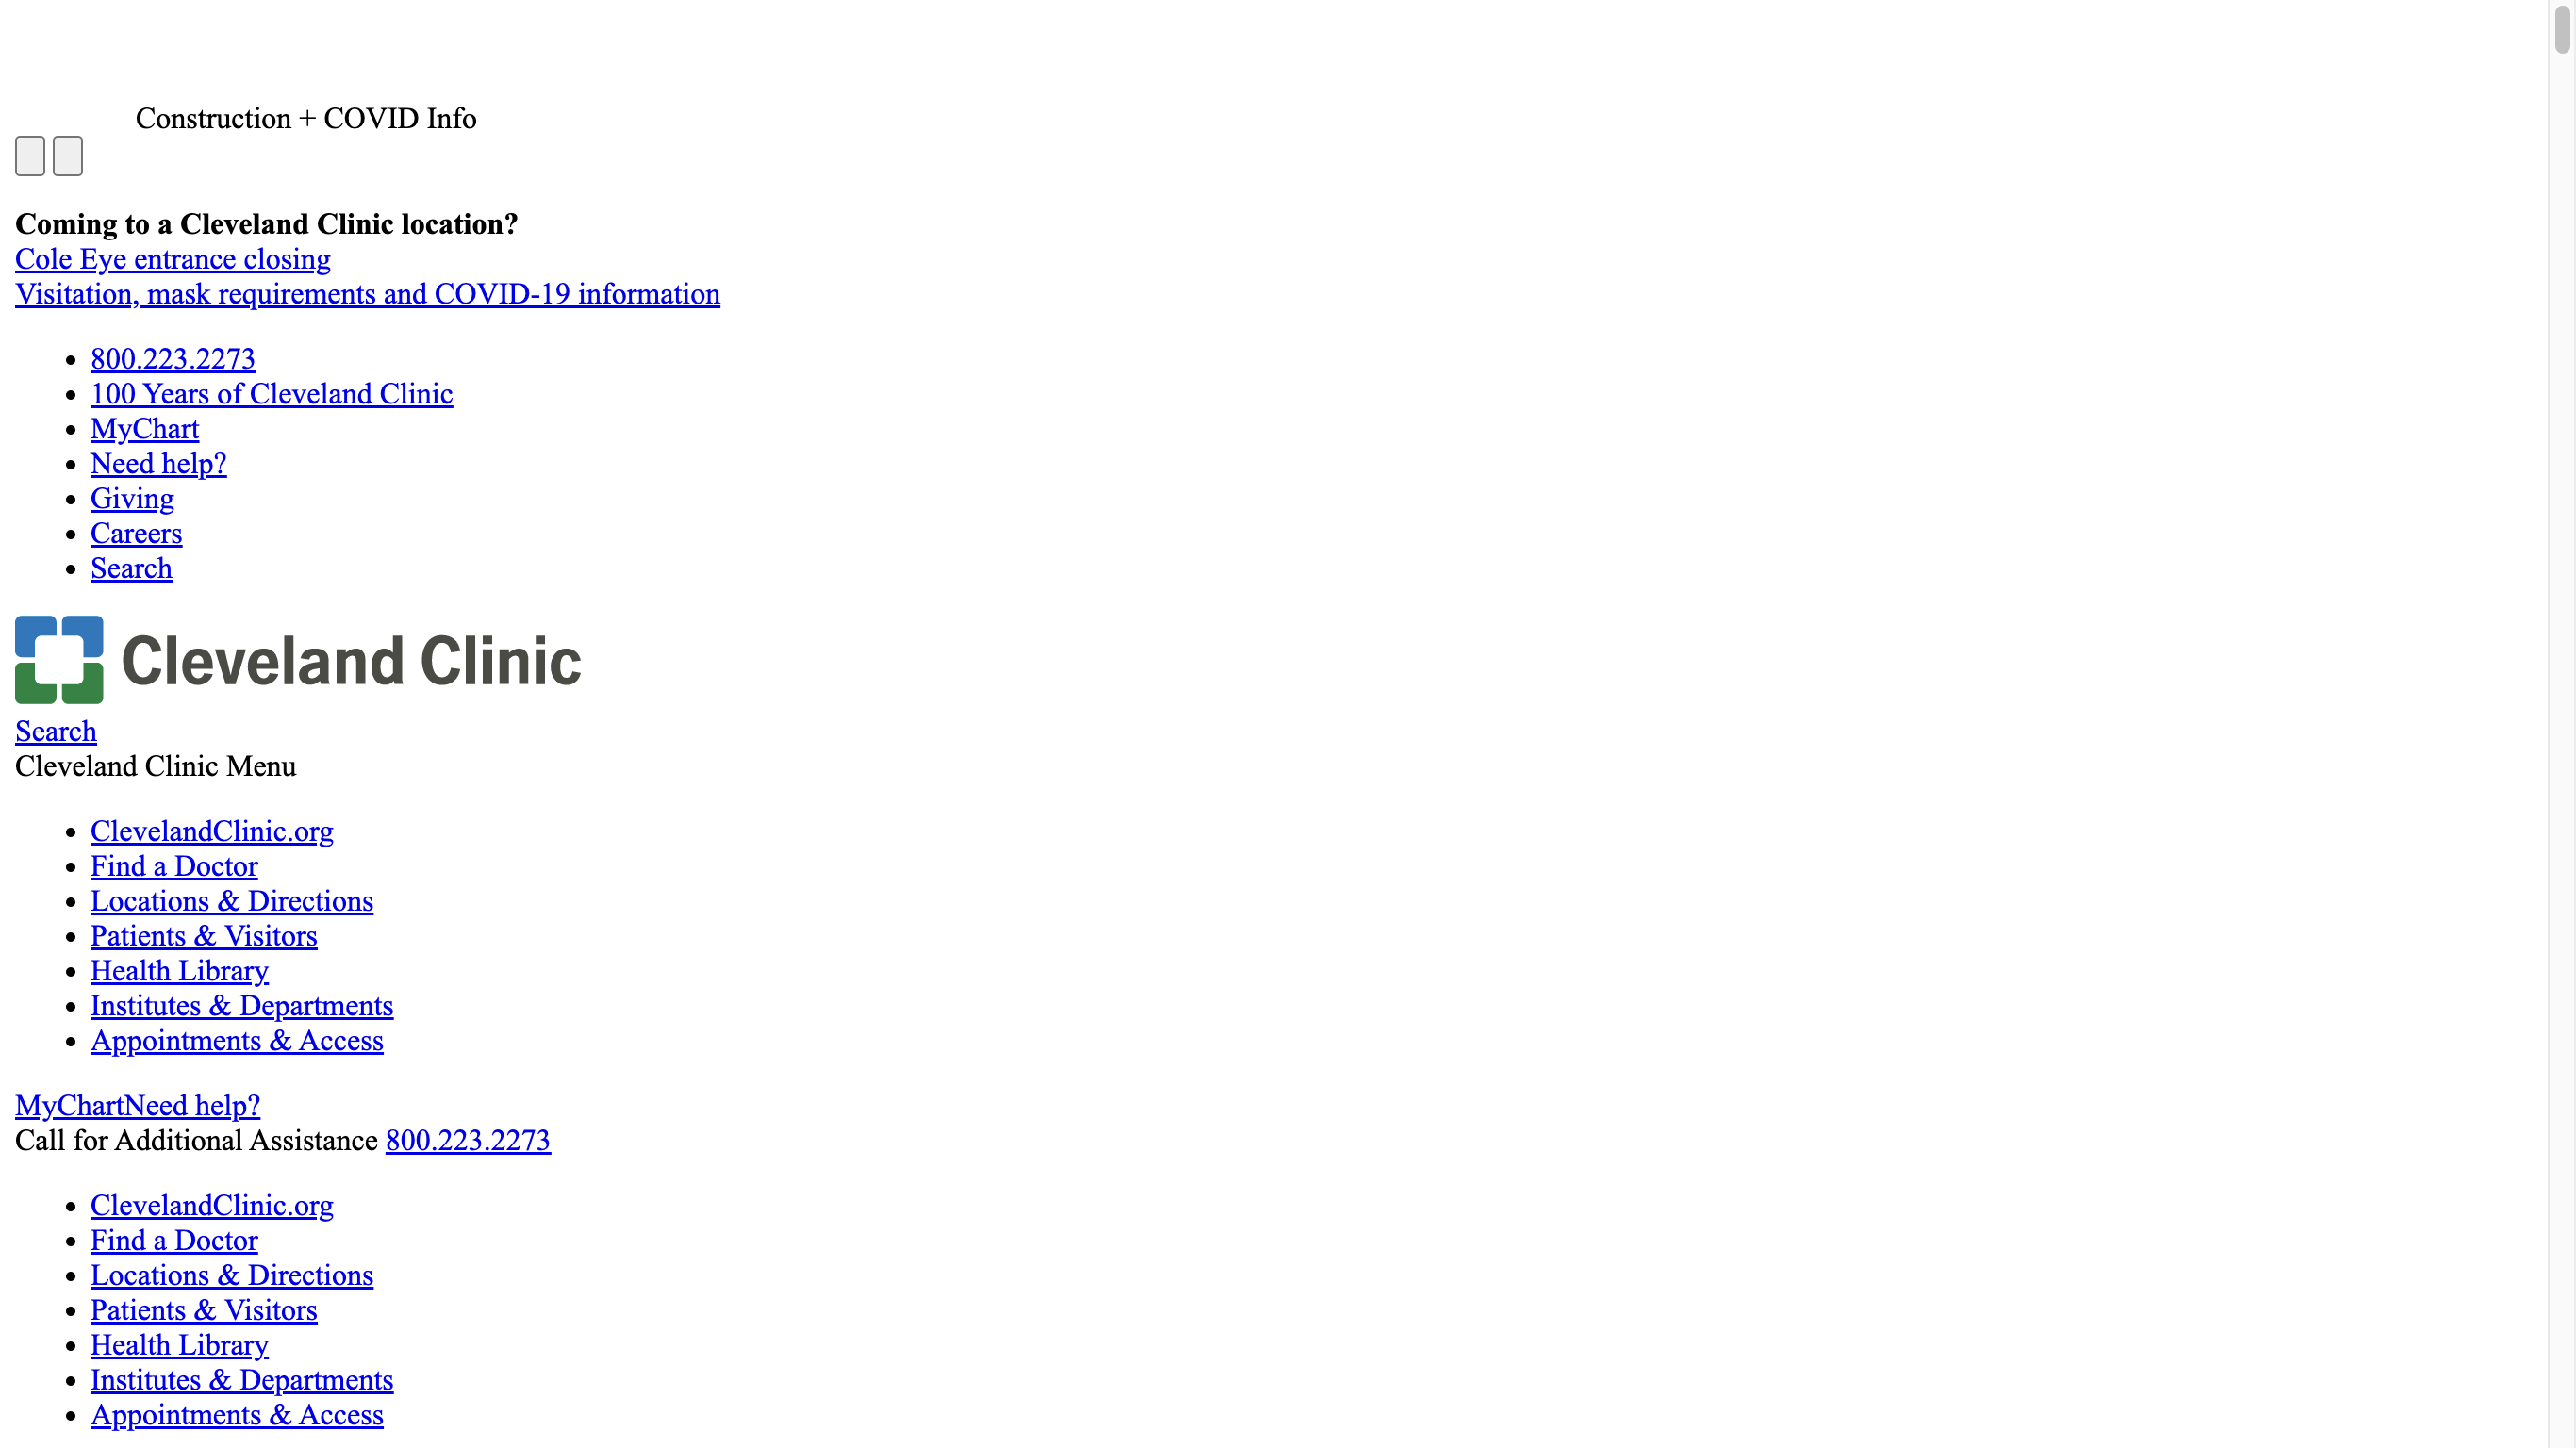 Construction + COVID Info
Coming to a Cleveland Clinic location?
Cole Eye entrance closing
Visitation, mask requirements and COVID-19 information
800.223.2273
100 Years of Cleveland Clinic
MyChart
Need help?
Giving
Careers
Search
Cleveland Clinic
Search
Cleveland Clinic Menu
ClevelandClinic.org
Find a Doctor
Locations & Directions
Patients & Visitors
Health Library
Institutes & Departments
Appointments & Access
MyChartNeed help?
Call for Additional Assistance 800.223.2273
ClevelandClinic.org
Find a Doctor
Locations & Directions
Patients & Visitors
Health Library
Institutes & Departments
Appointments & Access